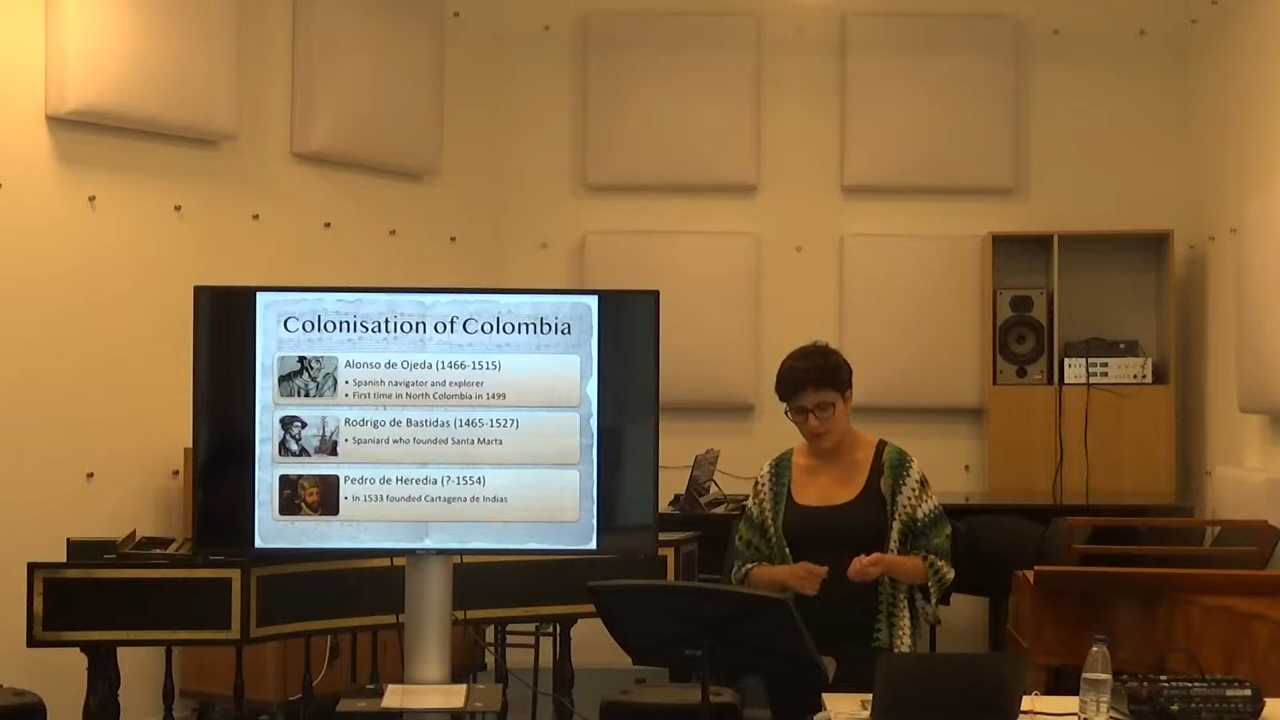 Colonisation of Colombia
Alonso de Ojeda (1466-1515)
• Spanish navigator and explorer
• First time in North Colombia in 1499
Rodrigo de Bastidas (1465-1527)
• Spaniard who founded Santa Marta
Pedro de Heredia (?-1554)
• In 1533 founded Cartagena de Indias